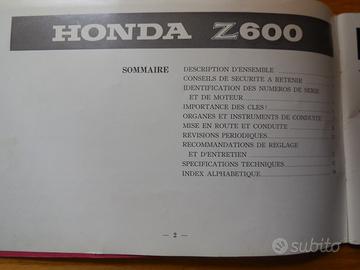 HONDA Z600
SOMMAIRE
DESCRIPTION D'ENSEMBLE
CONSEILS DE SECURITE A RETENIR
IDENTIFICATION DES NUMEROS DE SERIE
ET DE MOTEUR
IMPORTANCE DES CLES!
ORGANES ET INSTRUMENTS DE CONDUITE
MISE EN ROUTE ET CONDUITE
REVISIONS PERIODIQUES
RECOMMANDATIONS DE REGLAGE
ET D'ENTRETIEN
SPECIFICATIONS TECHNIQUES
INDEX ALPHABETIQUE
— 2 —
subito